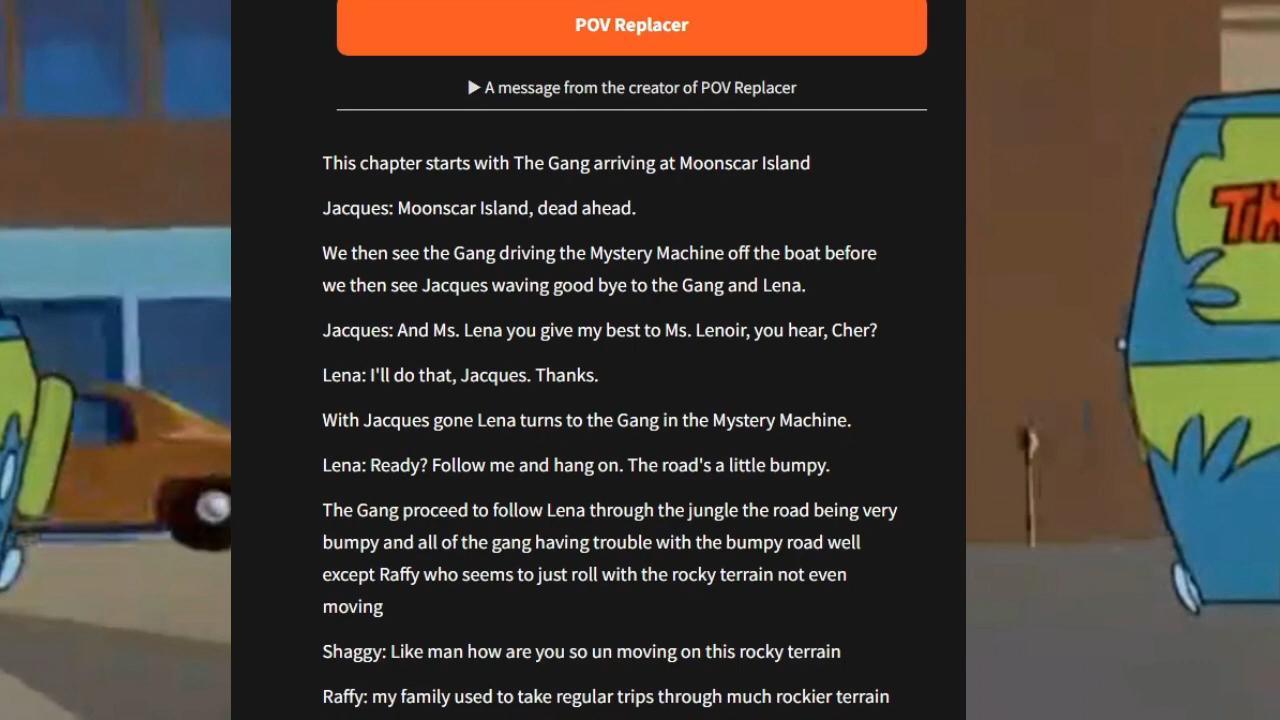 POV Replacer
▶ A message from the creator of POV Replacer
This chapter starts with The Gang arriving at Moonscar Island
Jacques: Moonscar Island, dead ahead.
We then see the Gang driving the Mystery Machine off the boat before
we then see Jacques waving good bye to the Gang and Lena.
Jacques: And Ms. Lena you give my best to Ms. Lenoir, you hear, Cher?
Lena: I'll do that, Jacques. Thanks.
With Jacques gone Lena turns to the Gang in the Mystery Machine.
Lena: Ready? Follow me and hang on. The road's a little bumpy.
The Gang proceed to follow Lena through the jungle the road being very
bumpy and all of the gang having trouble with the bumpy road well
except Raffy who seems to just roll with the rocky terrain not even
moving
Shaggy: Like man how are you so un moving on this rocky terrain
Raffy: my family used to take regular trips through much rockier terrain